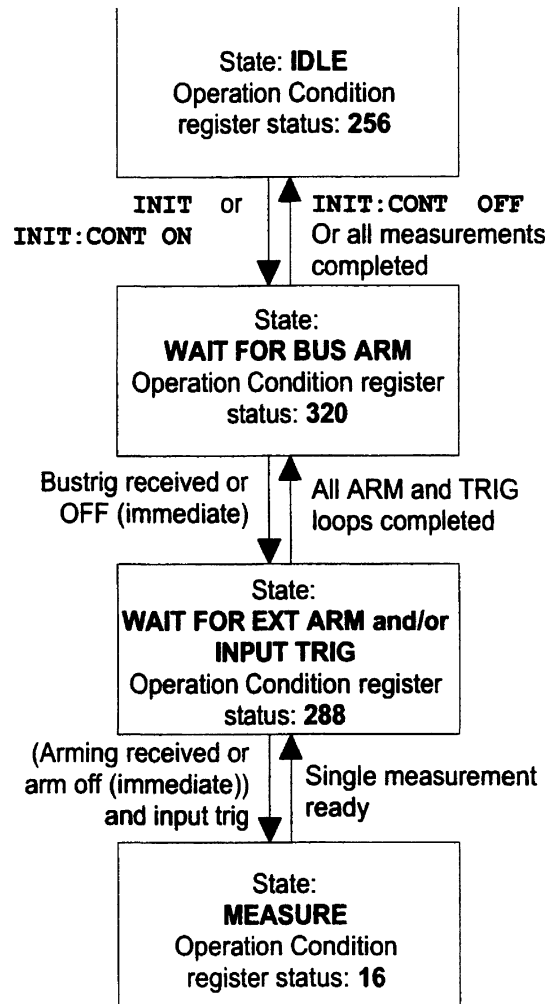 State: IDLE
Operation Condition
register status: 256
INIT or
INIT:CONT ON
INIT:CONT OFF
Or all measurements
completed
State:
WAIT FOR BUS ARM
Operation Condition register
status: 320
Bustrig received or
OFF (immediate)
All ARM and TRIG
loops completed
State:
WAIT FOR EXT ARM and/or
INPUT TRIG
Operation Condition register
status: 288
(Arming received or
arm off (immediate))
and input trig
Single measurement
ready
State:
MEASURE
Operation Condition
register status: 16